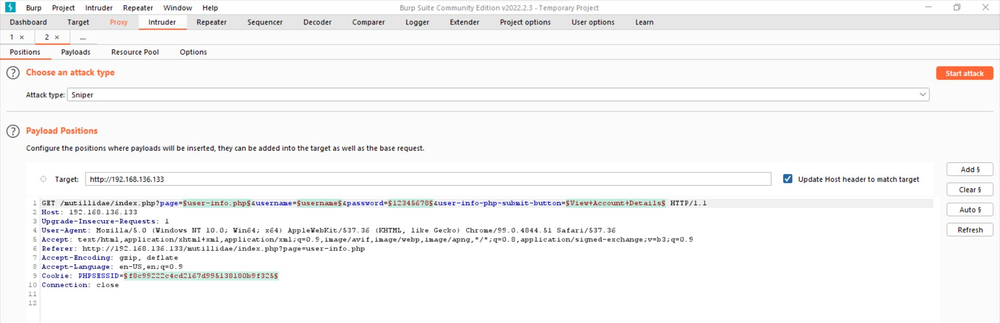 Burp Project Intruder Repeater Window Help Burp Suite Community Edition v2022.2.3 - Temporary Project
Dashboard Target Proxy Intruder Repeater Sequencer Decoder Comparer Logger Extender Project options User options Learn
1 × 2 × ...
Positions Payloads Resource Pool Options
? Choose an attack type Start attack
Attack type: Sniper
? Payload Positions
Configure the positions where payloads will be inserted, they can be added into the target as well as the base request.
Add §
Target: http://192.168.136.133 Update Host header to match target
Clear §
1 GET /mutillidae/index.php?page=§user-info.php§&username=§username§&password=§12345678§&user-info-php-submit-button=§View+Account+Details§ HTTP/1.1
Auto §
2 Host: 192.168.136.133
3 Upgrade-Insecure-Requests: 1
4 User-Agent: Mozilla/5.0 (Windows NT 10.0; Win64; x64) AppleWebKit/537.36 (KHTML, like Gecko) Chrome/99.0.4844.51 Safari/537.36
Refresh
5 Accept: text/html,application/xhtml+xml,application/xml;q=0.9,image/avif,image/webp,image/apng,*/*;q=0.8,application/signed-exchange;v=b3;q=0.9
6 Referer: http://192.168.136.133/mutillidae/index.php?page=user-info.php
7 Accept-Encoding: gzip, deflate
8 Accept-Language: en-US,en;q=0.9
9 Cookie: PHPSESSID=§f8c99222c4cd2167d995138180b9f325§
10 Connection: close
11
12